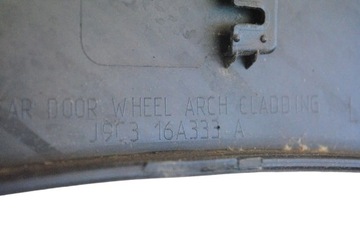 AR DOOR WHEEL ARCH CLADDING
J9C3 16A333 A